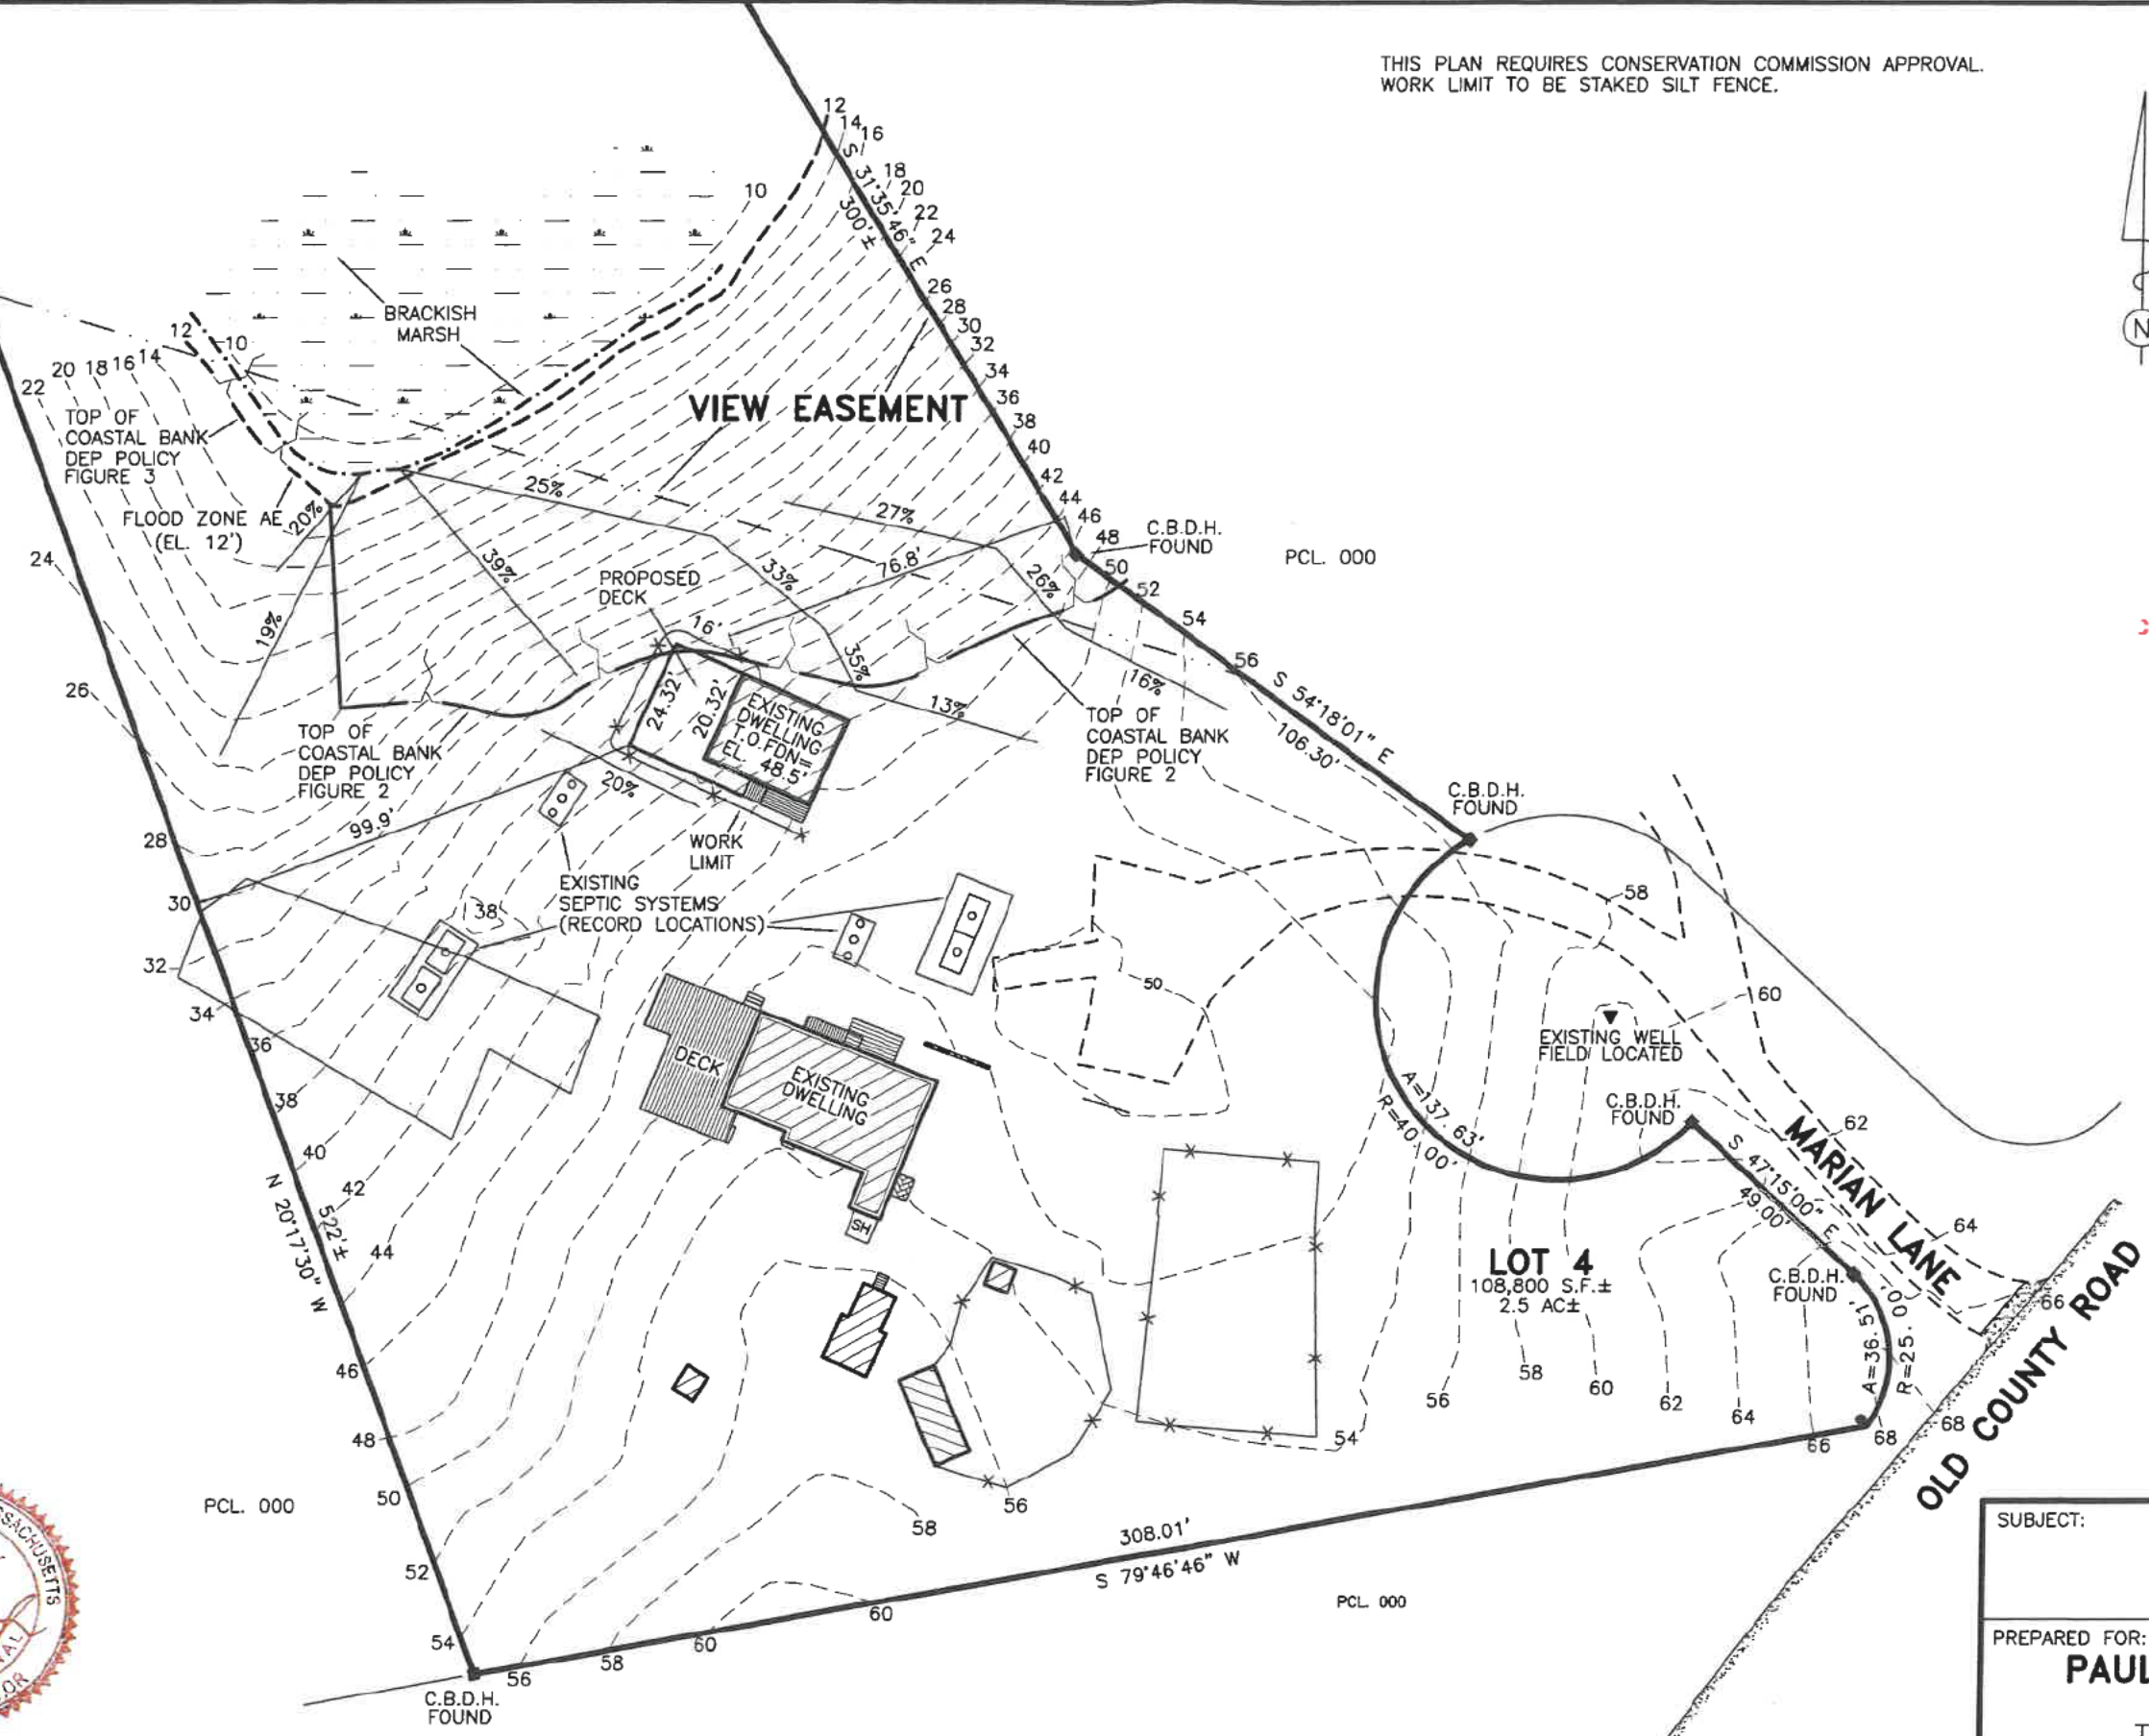 THIS PLAN REQUIRES CONSERVATION COMMISSION APPROVAL.
WORK LIMIT TO BE STAKED SILT FENCE.
12
14
16
18
20
22
24
26
28
30
32
34
36
38
40
42
44
46
48
50
52
54
56
S 31°35'46" E
300'±
10
N
BRACKISH
MARSH
12
10
14
16
18
20
22
TOP OF
COASTAL BANK
DEP POLICY
FIGURE 3
FLOOD ZONE AE
(EL. 12')
VIEW EASEMENT
20%
25%
27%
39%
33%
76.8'
26%
19%
35%
13%
16%
C.B.D.H.
FOUND
PCL. 000
PROPOSED
DECK
16'
24.32'
20.32'
EXISTING
DWELLING
T.O.FDN=
EL. 48.5'
20%
WORK
LIMIT
99.9'
TOP OF
COASTAL BANK
DEP POLICY
FIGURE 2
TOP OF
COASTAL BANK
DEP POLICY
FIGURE 2
S 54°18'01" E
106.30'
C.B.D.H.
FOUND
24
26
28
30
32
34
36
38
40
42
44
46
48
50
52
54
EXISTING
SEPTIC SYSTEMS
(RECORD LOCATIONS)
38
50
58
60
EXISTING WELL
FIELD LOCATED
DECK
EXISTING
DWELLING
SH
A=137.63'
R=40.00'
C.B.D.H.
FOUND
S 47°15'00" E
49.00'
MARIAN LANE
62
64
66
C.B.D.H.
FOUND
A=36.51'
R=25.00'
OLD COUNTY ROAD
LOT 4
108,800 S.F.±
2.5 AC±
54
56
58
60
62
64
66
68
68
N 20°17'30" W
522'±
PCL. 000
56
58
308.01'
S 79°46'46" W
PCL. 000
60
60
58
56
C.B.D.H.
FOUND
SUBJECT:
PREPARED FOR: